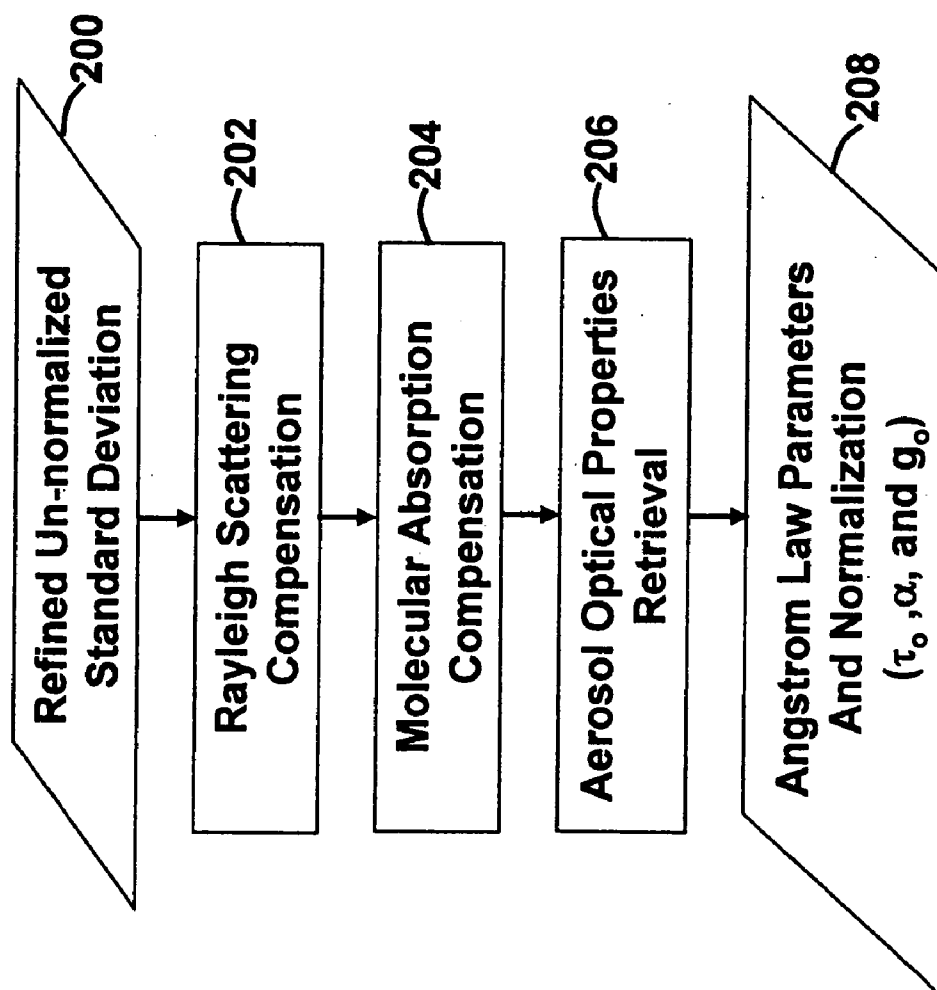 Refined Un-normalized
Standard Deviation
200
Rayleigh Scattering
Compensation
202
Molecular Absorption
Compensation
204
Aerosol Optical Properties
Retrieval
206
Angstrom Law Parameters
And Normalization
(τₒ ,α, and gₒ)
208